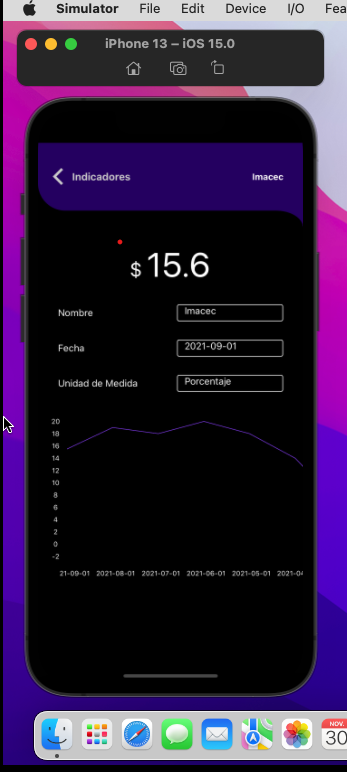 Simulator File Edit Device I/O Fea
iPhone 13 – iOS 15.0
Indicadores Imacec
$ 15.6
Nombre Imacec
Fecha 2021-09-01
Unidad de Medida Porcentaje
20
18
16
14
12
10
8
6
4
2
0
-2
21-09-01 2021-08-01 2021-07-01 2021-06-01 2021-05-01 2021-04
NOV.
30